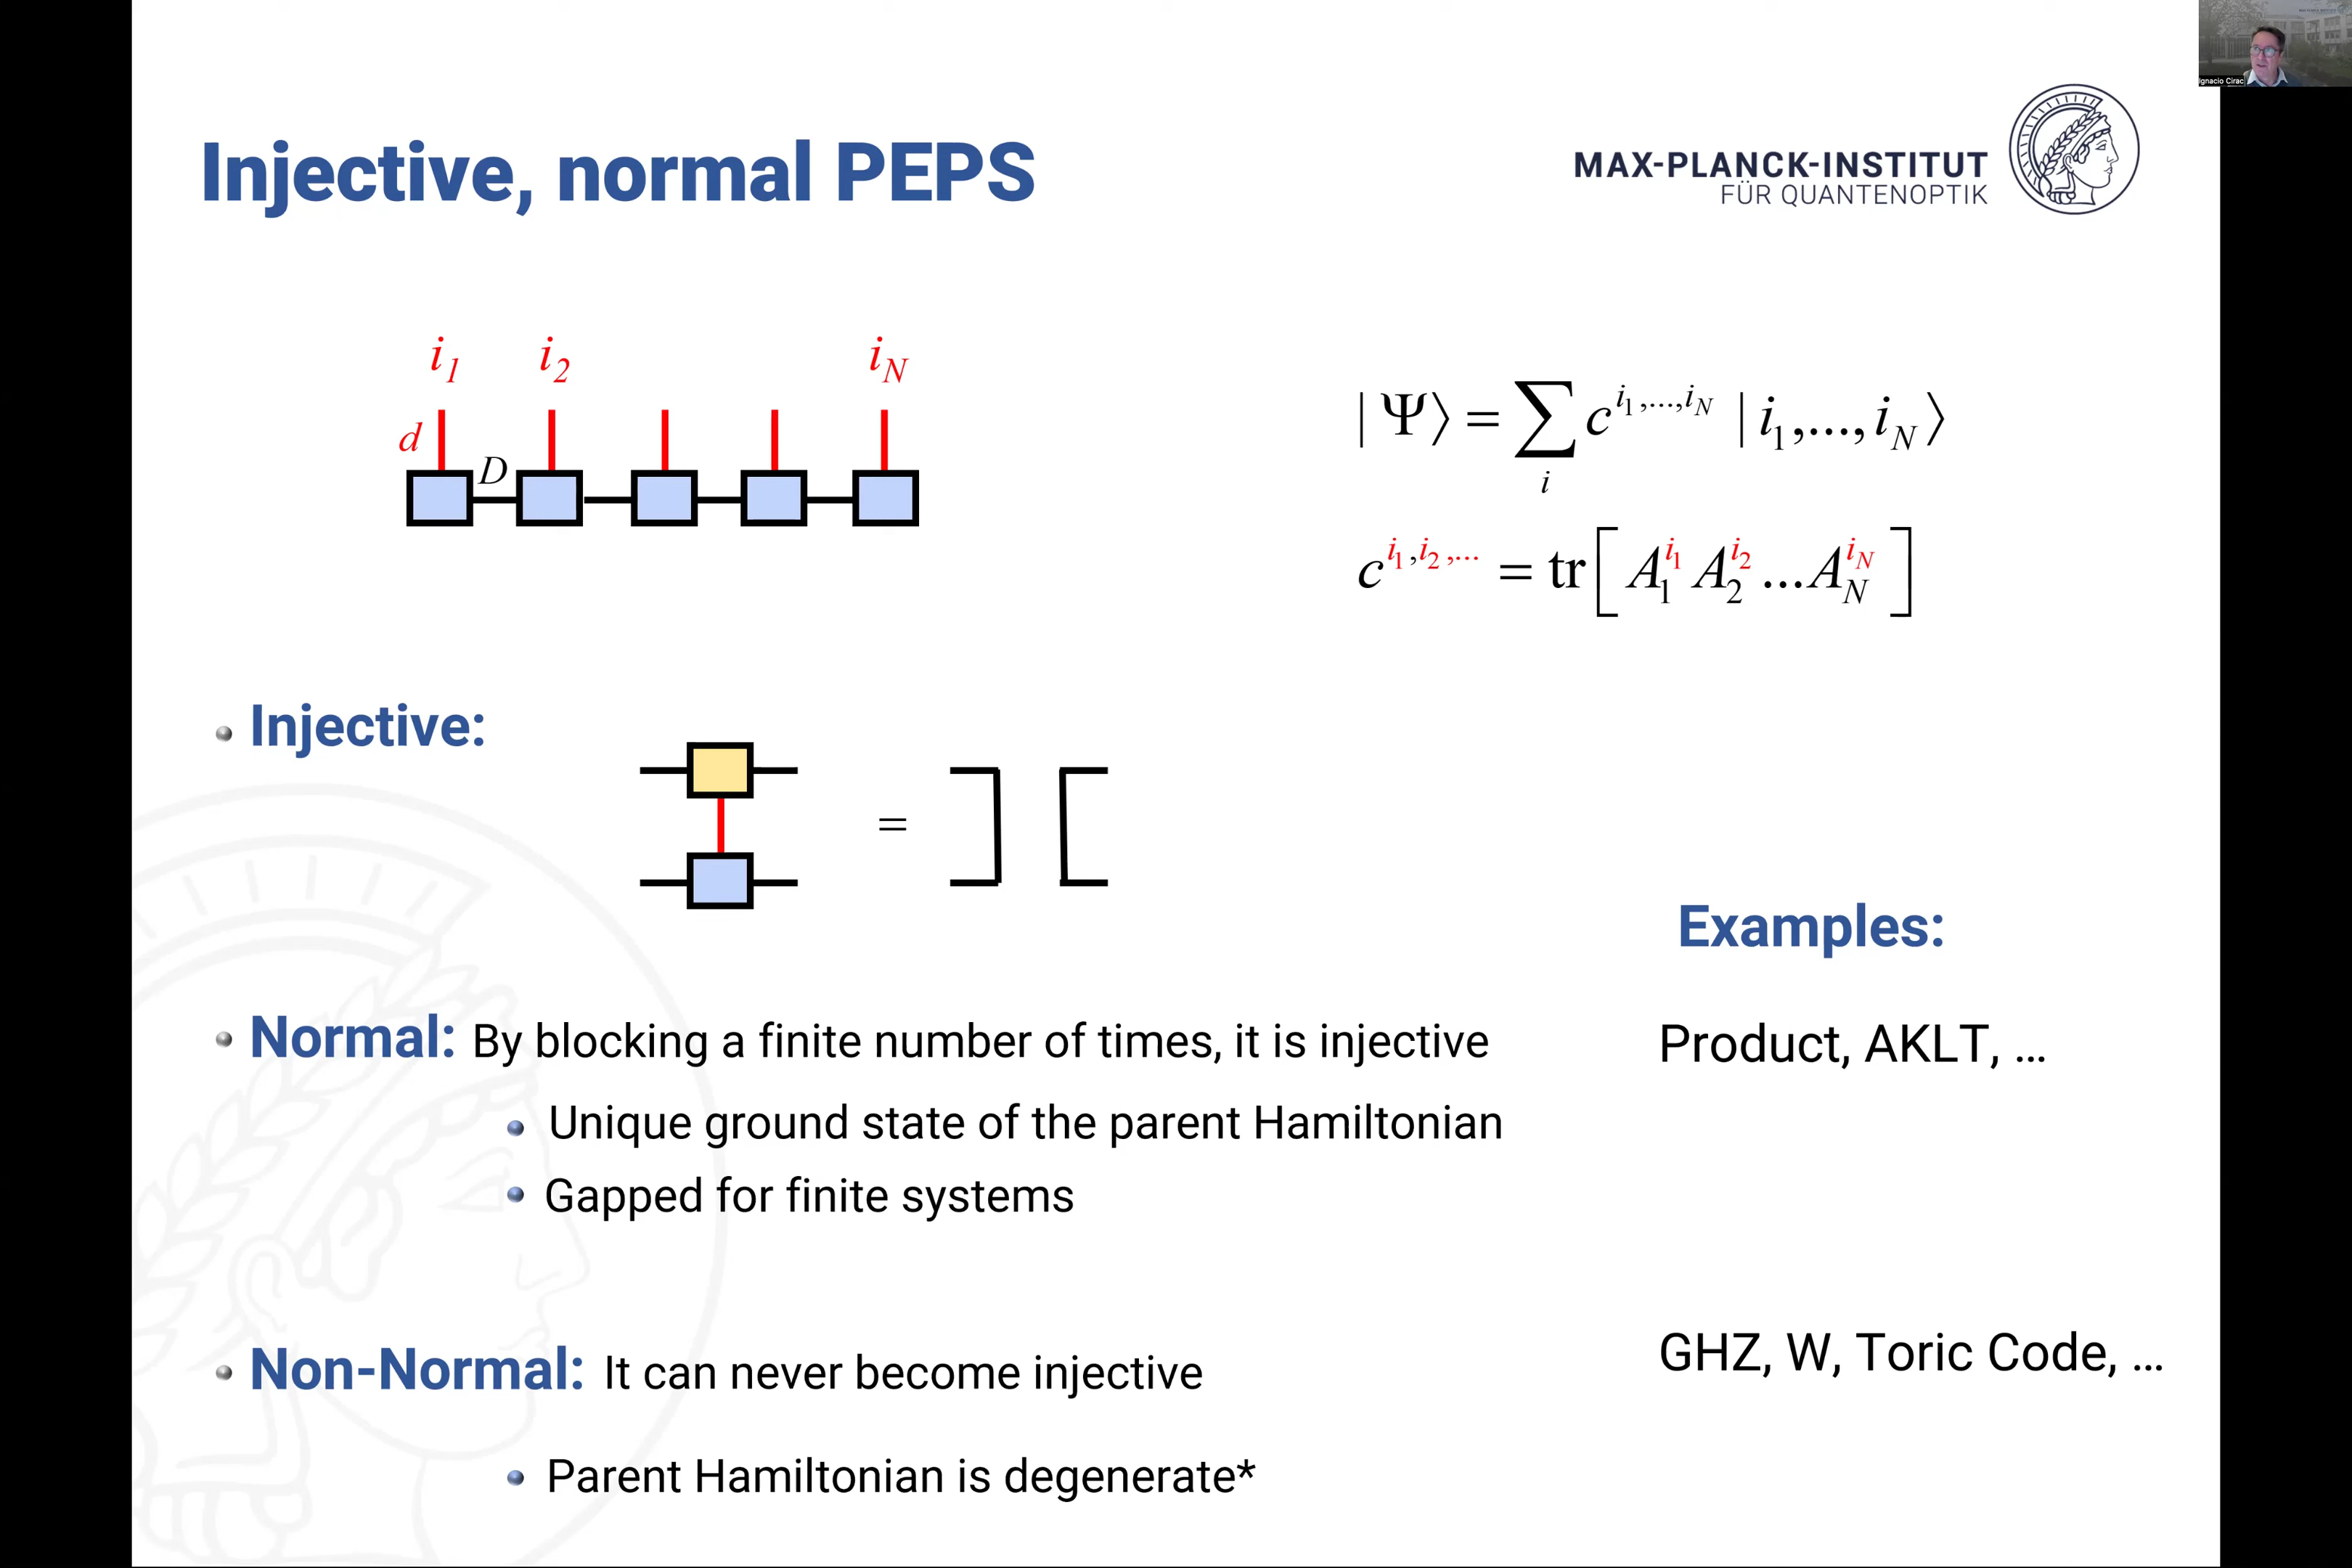 Ignacio Cirac
Injective, normal PEPS
MAX-PLANCK-INSTITUT
FÜR QUANTENOPTIK
i₁ i₂ i_N
d
D
|Ψ⟩ = ∑_i c^{i₁,...,i_N} |i₁,...,i_N⟩
c^{i₁,i₂,...} = tr[A₁^{i₁} A₂^{i₂} ... A_N^{i_N}]
Injective:
=
Examples:
Normal: By blocking a finite number of times, it is injective
Product, AKLT, ...
Unique ground state of the parent Hamiltonian
Gapped for finite systems
Non-Normal: It can never become injective
GHZ, W, Toric Code, ...
Parent Hamiltonian is degenerate*